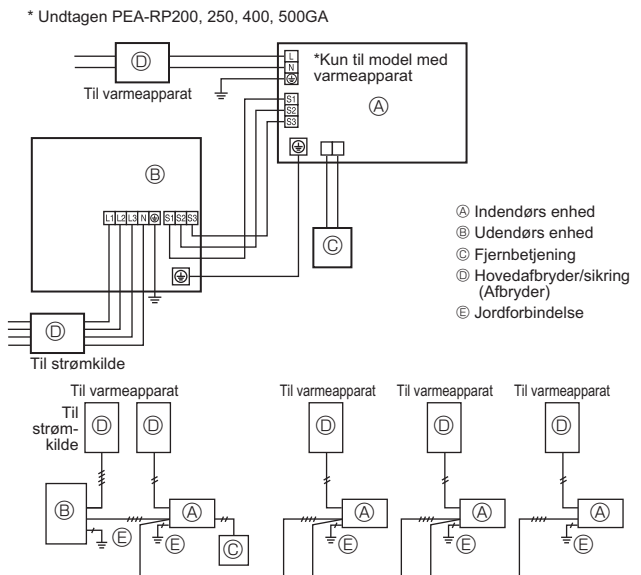 * Undtagen PEA-RP200, 250, 400, 500GA
Ⓓ
Til varmeapparat
L
N
S1
S2
S3
*Kun til model med
varmeapparat
Ⓐ
Ⓑ
L1 L2 L3 N S1 S2 S3
Ⓒ
Ⓓ
Til strømkilde
Ⓐ Indendørs enhed
Ⓑ Udendørs enhed
Ⓒ Fjernbetjening
Ⓓ Hovedafbryder/sikring
(Afbryder)
Ⓔ Jordforbindelse
Til varmeapparat Til varmeapparat Til varmeapparat Til varmeapparat
Til
strøm-
kilde
Ⓓ Ⓓ Ⓓ Ⓓ Ⓓ
Ⓑ Ⓐ Ⓐ Ⓐ Ⓐ
Ⓔ Ⓔ Ⓒ Ⓔ Ⓔ Ⓔ